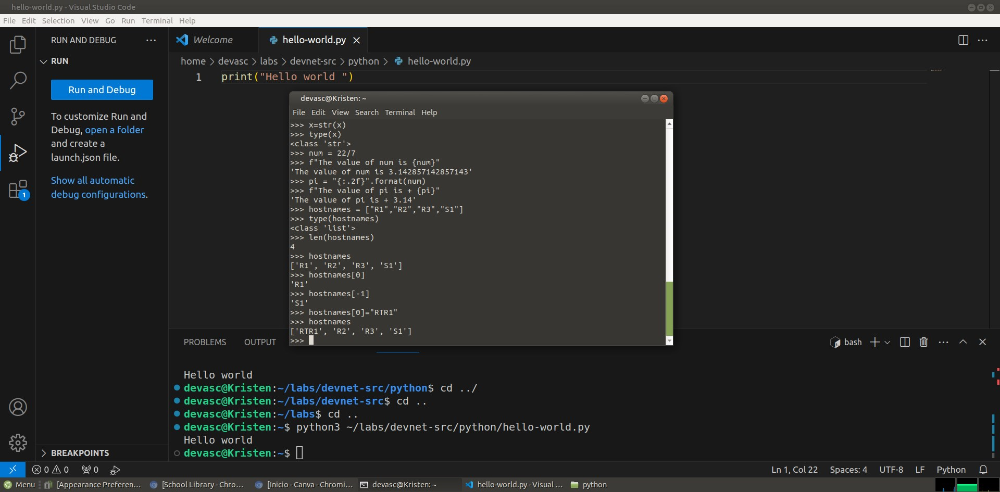 hello-world.py - Visual Studio Code
File Edit Selection View Go Run Terminal Help
RUN AND DEBUG
RUN
Run and Debug
To customize Run and
Debug, open a folder
and create a
launch.json file.
Show all automatic
debug configurations.
1
BREAKPOINTS
Welcome
hello-world.py
home > devasc > labs > devnet-src > python > hello-world.py
1 print("Hello world ")
devasc@Kristen: ~
File Edit View Search Terminal Help
>>> x=str(x)
>>> type(x)
<class 'str'>
>>> num = 22/7
>>> f"The value of num is {num}"
'The value of num is 3.142857142857143'
>>> pi = "{:.2f}".format(num)
>>> f"The value of pi is + {pi}"
'The value of pi is + 3.14'
>>> hostnames = ["R1","R2","R3","S1"]
>>> type(hostnames)
<class 'list'>
>>> len(hostnames)
4
>>> hostnames
['R1', 'R2', 'R3', 'S1']
>>> hostnames[0]
'R1'
>>> hostnames[-1]
'S1'
>>> hostnames[0]="RTR1"
>>> hostnames
['RTR1', 'R2', 'R3', 'S1']
>>>
PROBLEMS OUTPUT
bash
Hello world
devasc@Kristen:~/labs/devnet-src/python$ cd ../
devasc@Kristen:~/labs/devnet-src$ cd ..
devasc@Kristen:~/labs$ cd ..
devasc@Kristen:~$ python3 ~/labs/devnet-src/python/hello-world.py
Hello world
devasc@Kristen:~$
0 0 0
Ln 1, Col 22 Spaces: 4 UTF-8 LF Python
Menu [Appearance Preferen... [School Library - Chro... [Inicio - Canva - Chromi... devasc@Kristen: ~ hello-world.py - Visual ... python